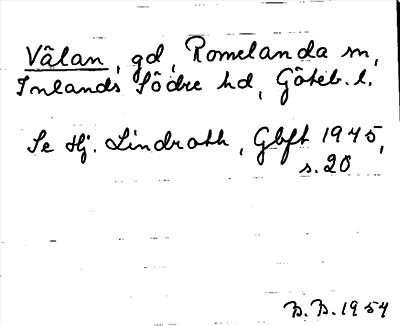 Vålan, gd, Romelanda sn,
Inlands Södre hd, Göteb. l.
Se Hj. Lindroth, Gbft 1945,
s. 20
B. B. 1954